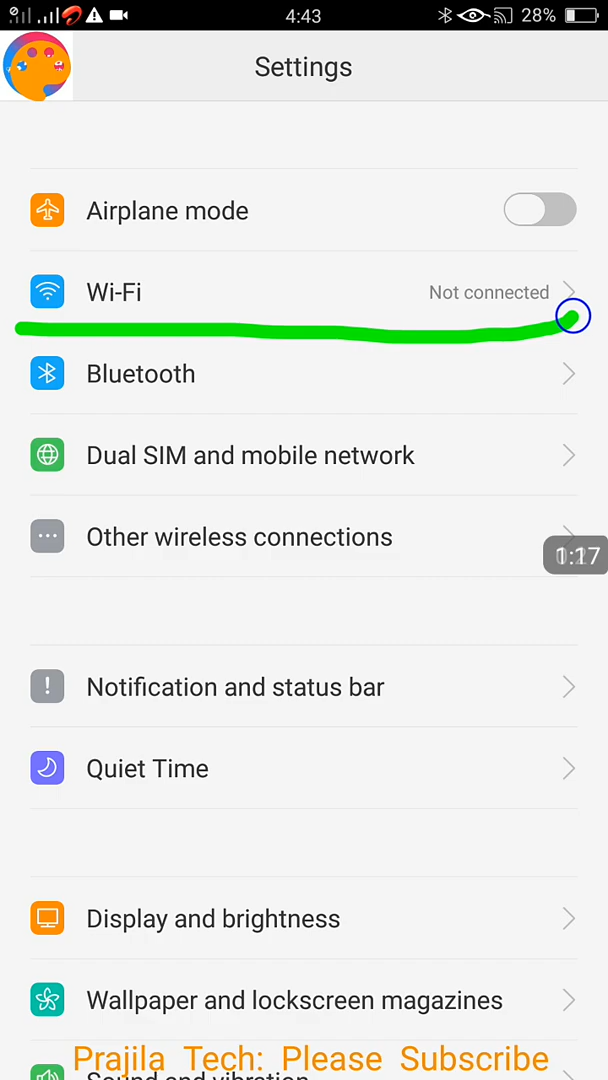 4:43
28%
Settings
Airplane mode
Wi-Fi Not connected
Bluetooth
Dual SIM and mobile network
Other wireless connections
1:17
Notification and status bar
Quiet Time
Display and brightness
Wallpaper and lockscreen magazines
Prajila Tech: Please Subscribe
Sound and vibration